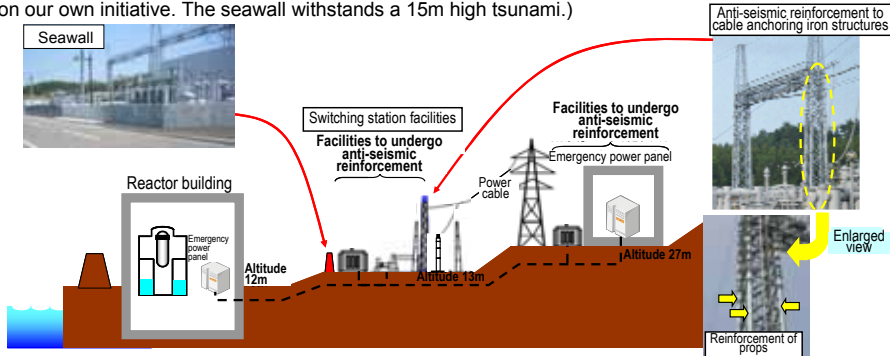 on our own initiative. The seawall withstands a 15m high tsunami.)
Seawall
Anti-seismic reinforcement to
cable anchoring iron structures
Switching station facilities
Facilities to undergo
anti-seismic
reinforcement
Facilities to undergo
anti-seismic
reinforcement
Emergency power panel
Power
cable
Reactor building
Emergency
power
panel
Altitude
12m
Altitude 13m
Altitude 27m
Enlarged
view
Reinforcement of
props